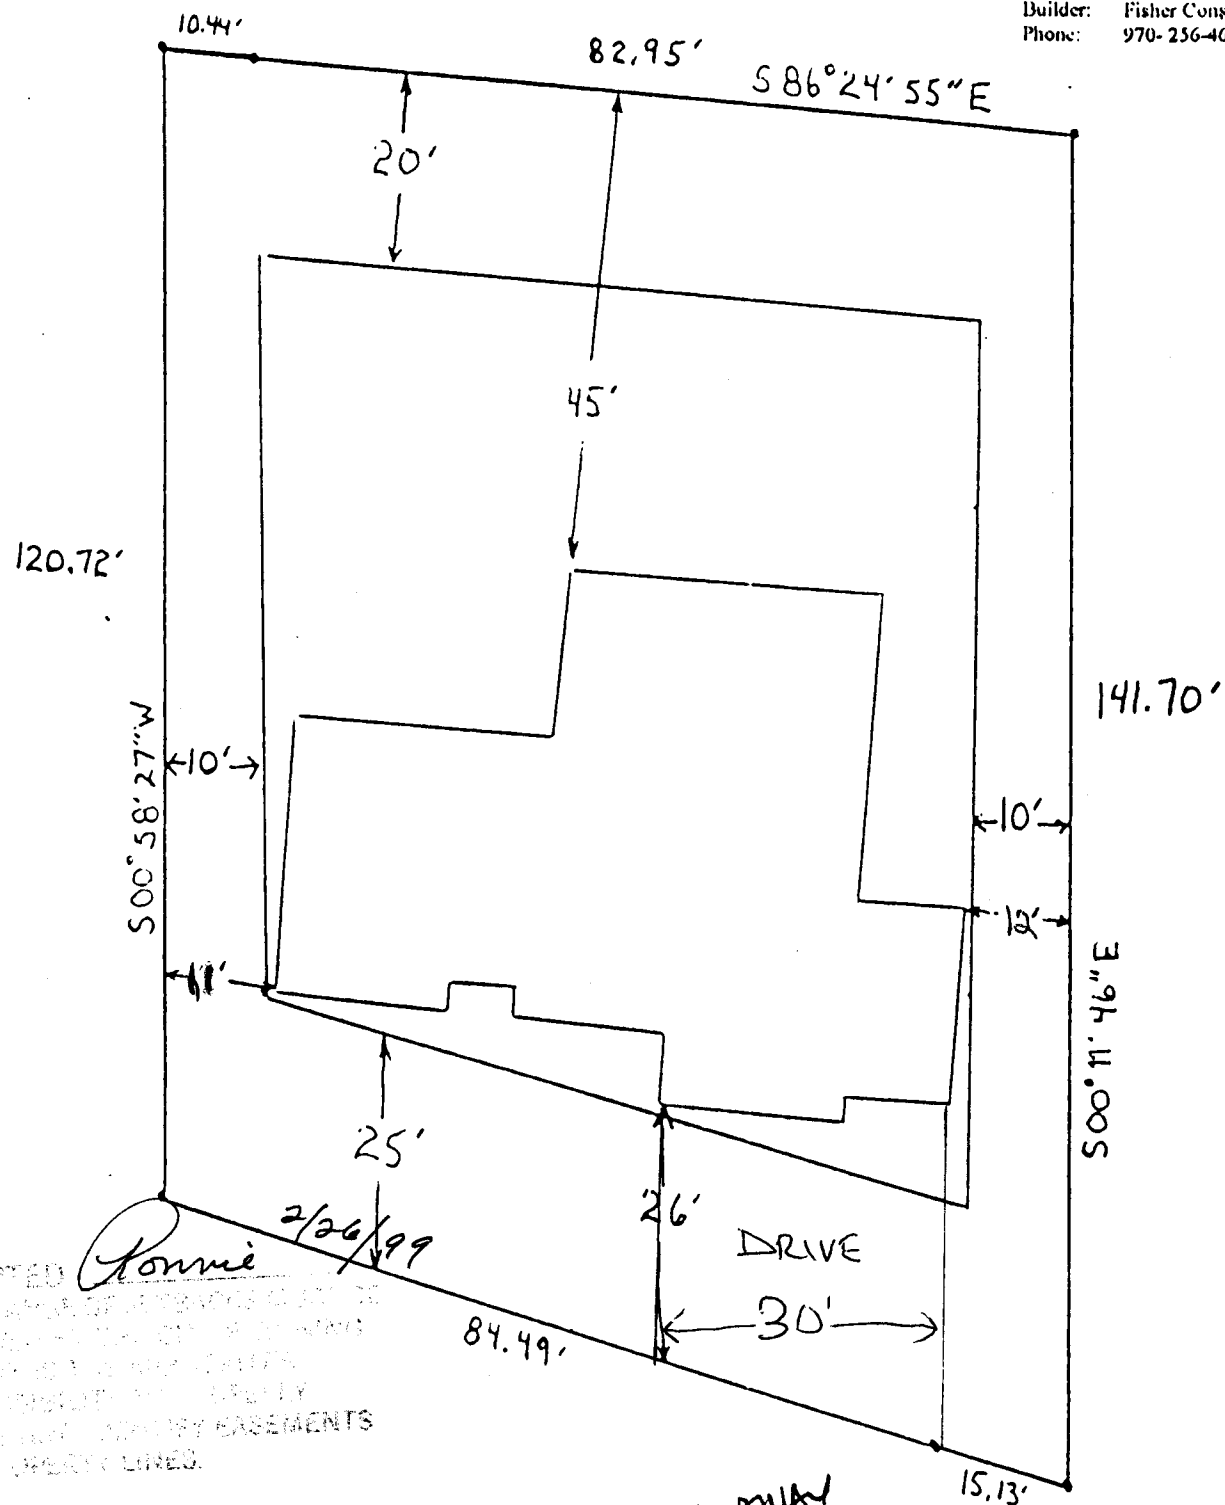 Builder: Fisher Cons
Phone: 970-256-40
10.44'
82.95'
S 86°24'55" E
20'
45'
120.72'
141.70'
S00°58'27"W
10'
10'
12'
11'
S00°11'46"E
25'
26'
DRIVE
30'
Ronnie 2/26/99
84.49'
EASEMENTS
LINES.
15.13'